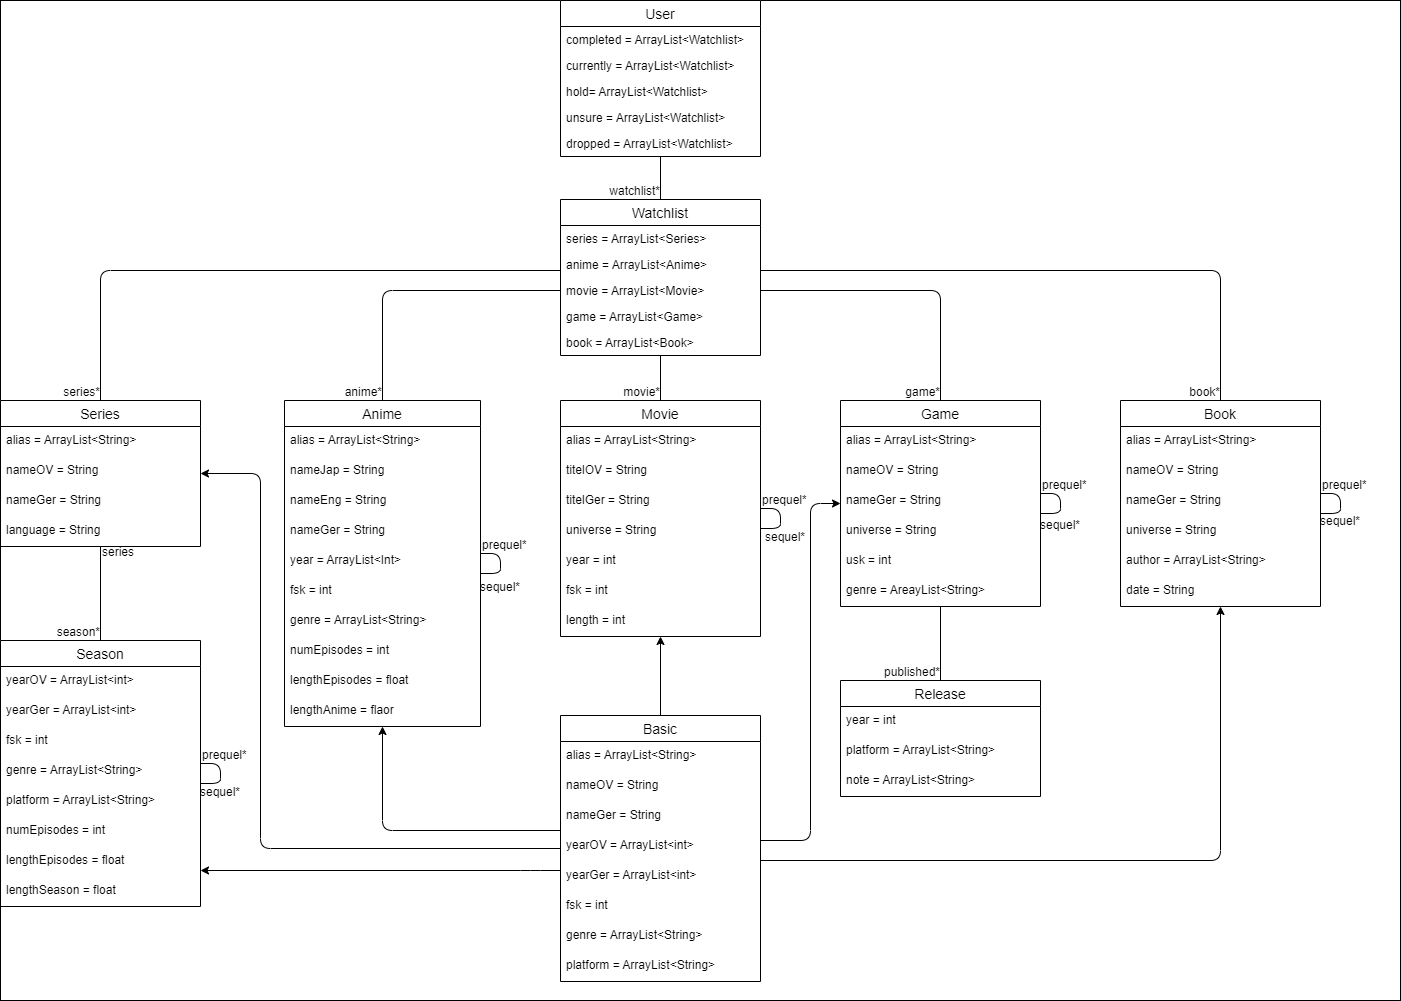 User
completed = ArrayList<Watchlist>
currently = ArrayList<Watchlist>
hold= ArrayList<Watchlist>
unsure = ArrayList<Watchlist>
dropped = ArrayList<Watchlist>
watchlist*
Watchlist
series = ArrayList<Series>
anime = ArrayList<Anime>
movie = ArrayList<Movie>
game = ArrayList<Game>
book = ArrayList<Book>
series*
Series
alias = ArrayList<String>
nameOV = String
nameGer = String
language = String
series
season*
Season
yearOV = ArrayList<int>
yearGer = ArrayList<int>
fsk = int
genre = ArrayList<String>
platform = ArrayList<String>
numEpisodes = int
lengthEpisodes = float
lengthSeason = float
prequel*
sequel*
anime*
Anime
alias = ArrayList<String>
nameJap = String
nameEng = String
nameGer = String
year = ArrayList<Int>
fsk = int
genre = ArrayList<String>
numEpisodes = int
lengthEpisodes = float
lengthAnime = flaor
prequel*
sequel*
movie*
Movie
alias = ArrayList<String>
titelOV = String
titelGer = String
universe = String
year = int
fsk = int
length = int
prequel*
sequel*
Basic
alias = ArrayList<String>
nameOV = String
nameGer = String
yearOV = ArrayList<int>
yearGer = ArrayList<int>
fsk = int
genre = ArrayList<String>
platform = ArrayList<String>
game*
Game
alias = ArrayList<String>
nameOV = String
nameGer = String
universe = String
usk = int
genre = AreayList<String>
prequel*
sequel*
published*
Release
year = int
platform = ArrayList<String>
note = ArrayList<String>
book*
Book
alias = ArrayList<String>
nameOV = String
nameGer = String
universe = String
author = ArrayList<String>
date = String
prequel*
sequel*